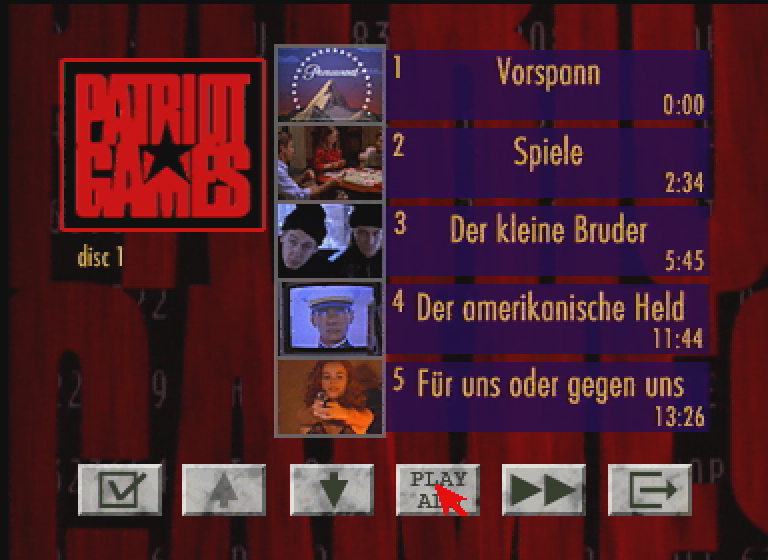 PATRIOT
GAMES
disc 1
Paramount
1 Vorspann
0:00
2 Spiele
2:34
3 Der kleine Bruder
5:45
4 Der amerikanische Held
11:44
5 Für uns oder gegen uns
13:26
PLAY